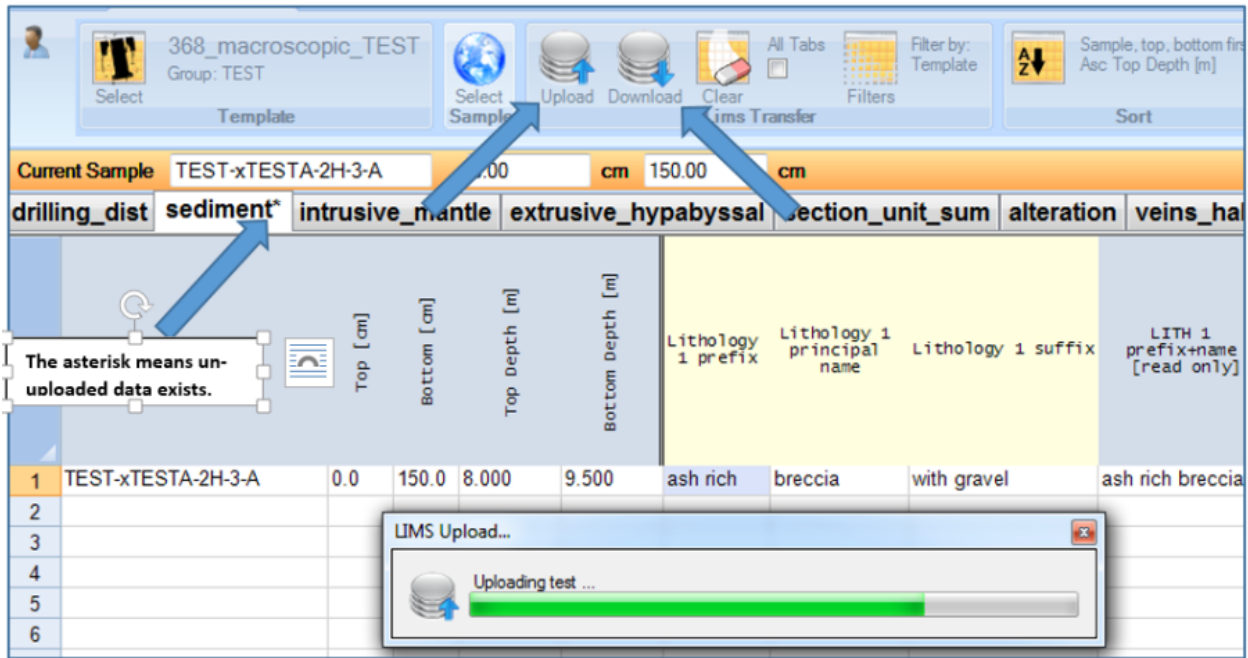 368_macroscopic_TEST
Group: TEST
Select
Template
Select
Sample
Upload
Download
Clear
All Tabs
Filters
Filter by:
Template
Lims Transfer
Sample, top, bottom firs
Asc Top Depth [m]
Sort
Current Sample TEST-xTESTA-2H-3-A .00 cm 150.00 cm
drilling_dist sediment* intrusive_mantle extrusive_hypabyssal section_unit_sum alteration veins_hal
The asterisk means un-
uploaded data exists.
Top [cm]
Bottom [cm]
Top Depth [m]
Bottom Depth [m]
Lithology
1 prefix
Lithology 1
principal
name
Lithology 1 suffix
LITH 1
prefix+name
[read only]
1 TEST-xTESTA-2H-3-A 0.0 150.0 8.000 9.500 ash rich breccia with gravel ash rich breccia
2
3
4
5
6
LIMS Upload...
Uploading test ...